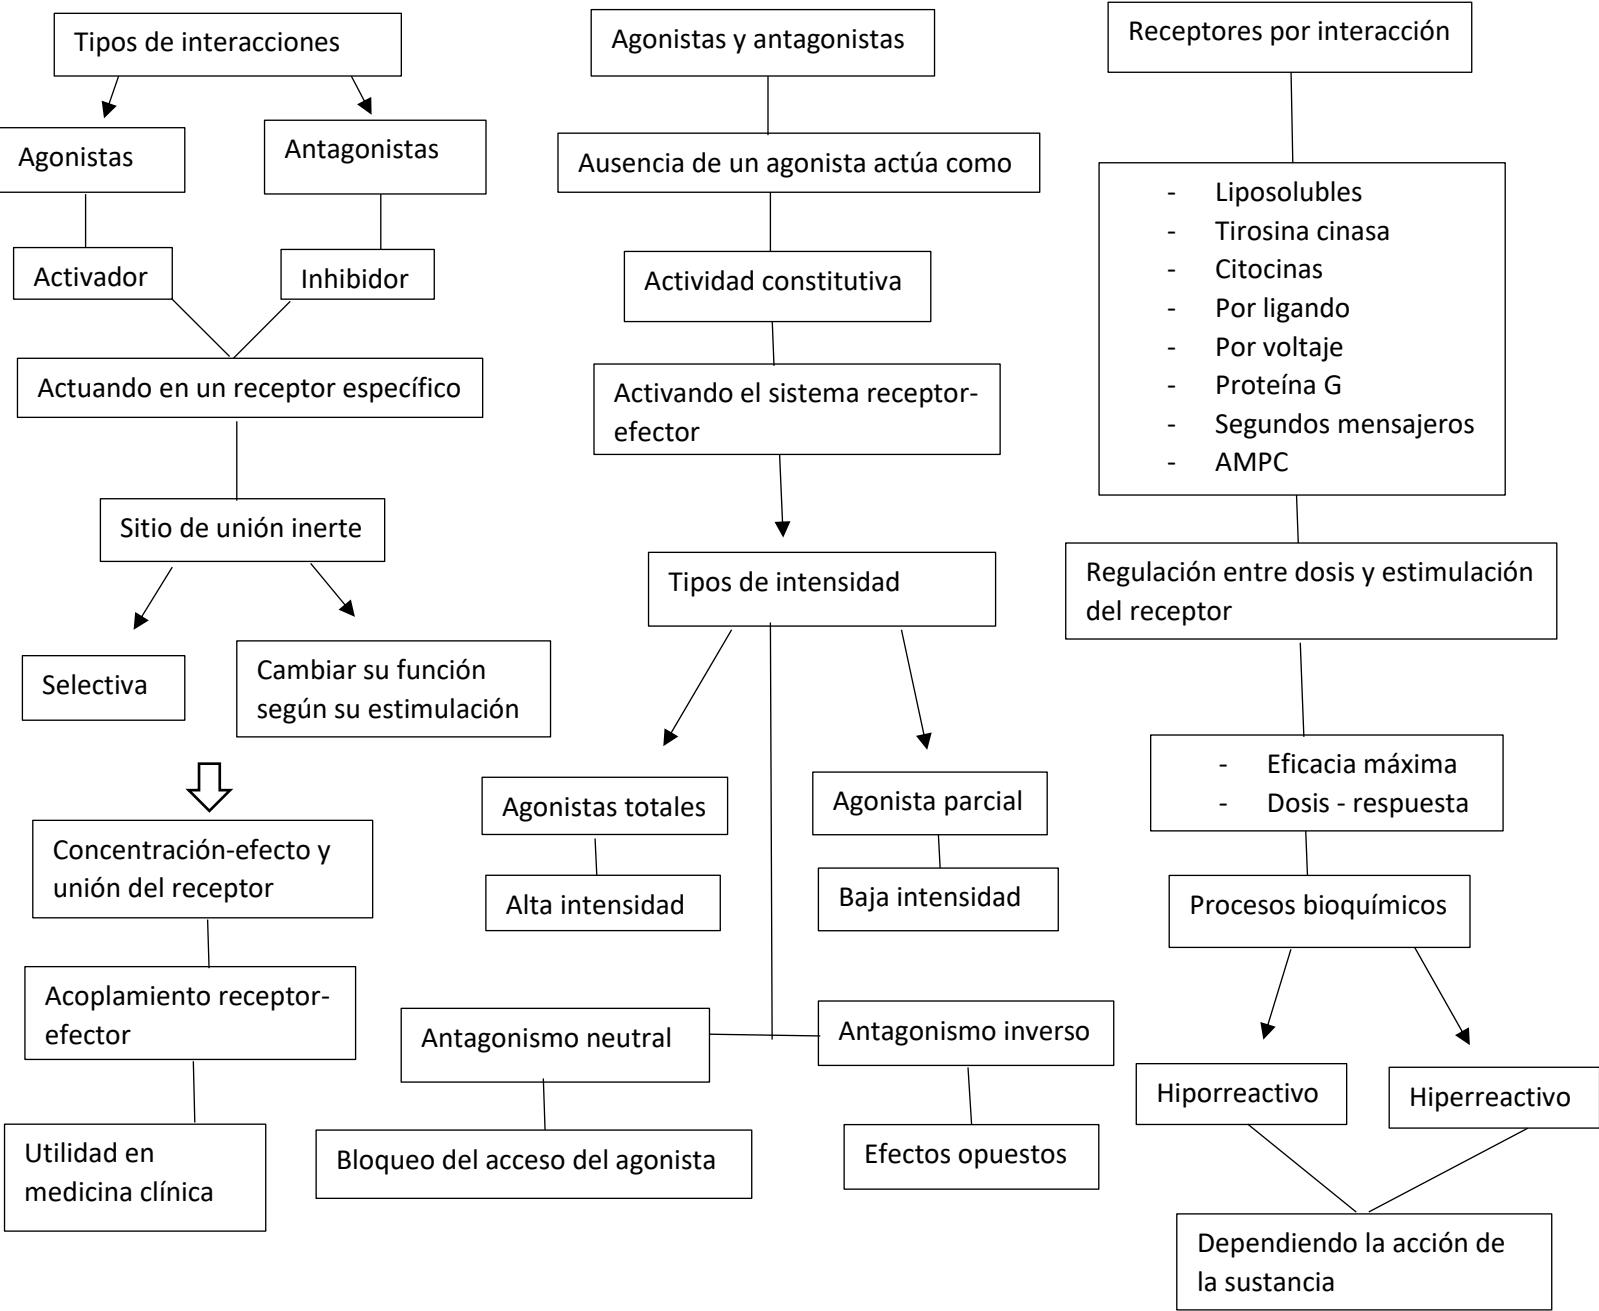 Tipos de interacciones
Agonistas
Antagonistas
Activador
Inhibidor
Actuando en un receptor específico
Sitio de unión inerte
Selectiva
Cambiar su función
según su estimulación
Concentración-efecto y
unión del receptor
Acoplamiento receptor-
efector
Utilidad en
medicina clínica
Agonistas y antagonistas
Ausencia de un agonista actúa como
Actividad constitutiva
Activando el sistema receptor-
efector
Tipos de intensidad
Agonistas totales
Agonista parcial
Alta intensidad
Baja intensidad
Antagonismo neutral
Antagonismo inverso
Bloqueo del acceso del agonista
Efectos opuestos
Receptores por interacción
- Liposolubles
- Tirosina cinasa
- Citocinas
- Por ligando
- Por voltaje
- Proteína G
- Segundos mensajeros
- AMPC
Regulación entre dosis y estimulación
del receptor
- Eficacia máxima
- Dosis - respuesta
Procesos bioquímicos
Hiporreactivo
Hiperreactivo
Dependiendo la acción de
la sustancia